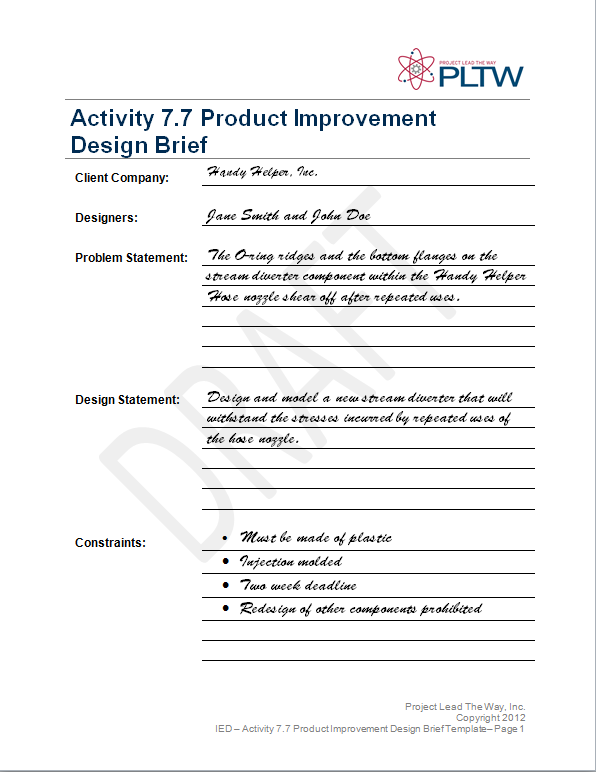 PROJECT LEAD THE WAY
PLTW
Activity 7.7 Product Improvement
Design Brief
Client Company: Handy Helper, Inc.
Designers: Jane Smith and John Doe
Problem Statement: The O-ring ridges and the bottom flanges on the
stream diverter component within the Handy Helper
Hose nozzle shear off after repeated uses.
Design Statement: Design and model a new stream diverter that will
withstand the stresses incurred by repeated uses of
the hose nozzle.
Constraints: • Must be made of plastic
• Injection molded
• Two week deadline
• Redesign of other components prohibited
DRAFT
Project Lead The Way, Inc.
Copyright 2012
IED – Activity 7.7 Product Improvement Design Brief Template– Page 1